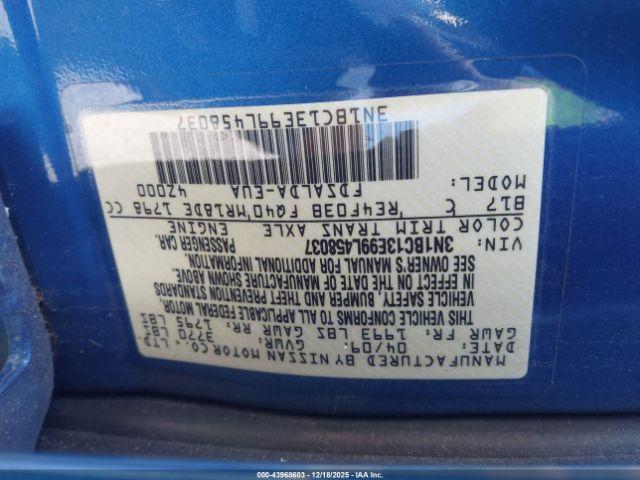 MANUFACTURED BY NISSAN MOTOR CO., LTD.
DATE: 04/09 GVWR: 3770 LBS
GAWR FR: 1993 LBS GAWR RR: 1795 LBS
THIS VEHICLE CONFORMS TO ALL APPLICABLE FEDERAL MOTOR
VEHICLE SAFETY, BUMPER AND THEFT PREVENTION STANDARDS
IN EFFECT ON THE DATE OF MANUFACTURE SHOWN ABOVE.
SEE OWNER'S MANUAL FOR ADDITIONAL INFORMATION.
VIN: 3N1BC13E99L458037 PASSENGER CAR.
COLOR TRIM TRANS AXLE ENGINE
B17 C RE4F03B FQ40 MR18DE 1798 CC
MODEL: FDZALDA-EUA 4Z000
3N1BC13E99L458037
000-43968603 - 12/18/2025 - IAAI.com